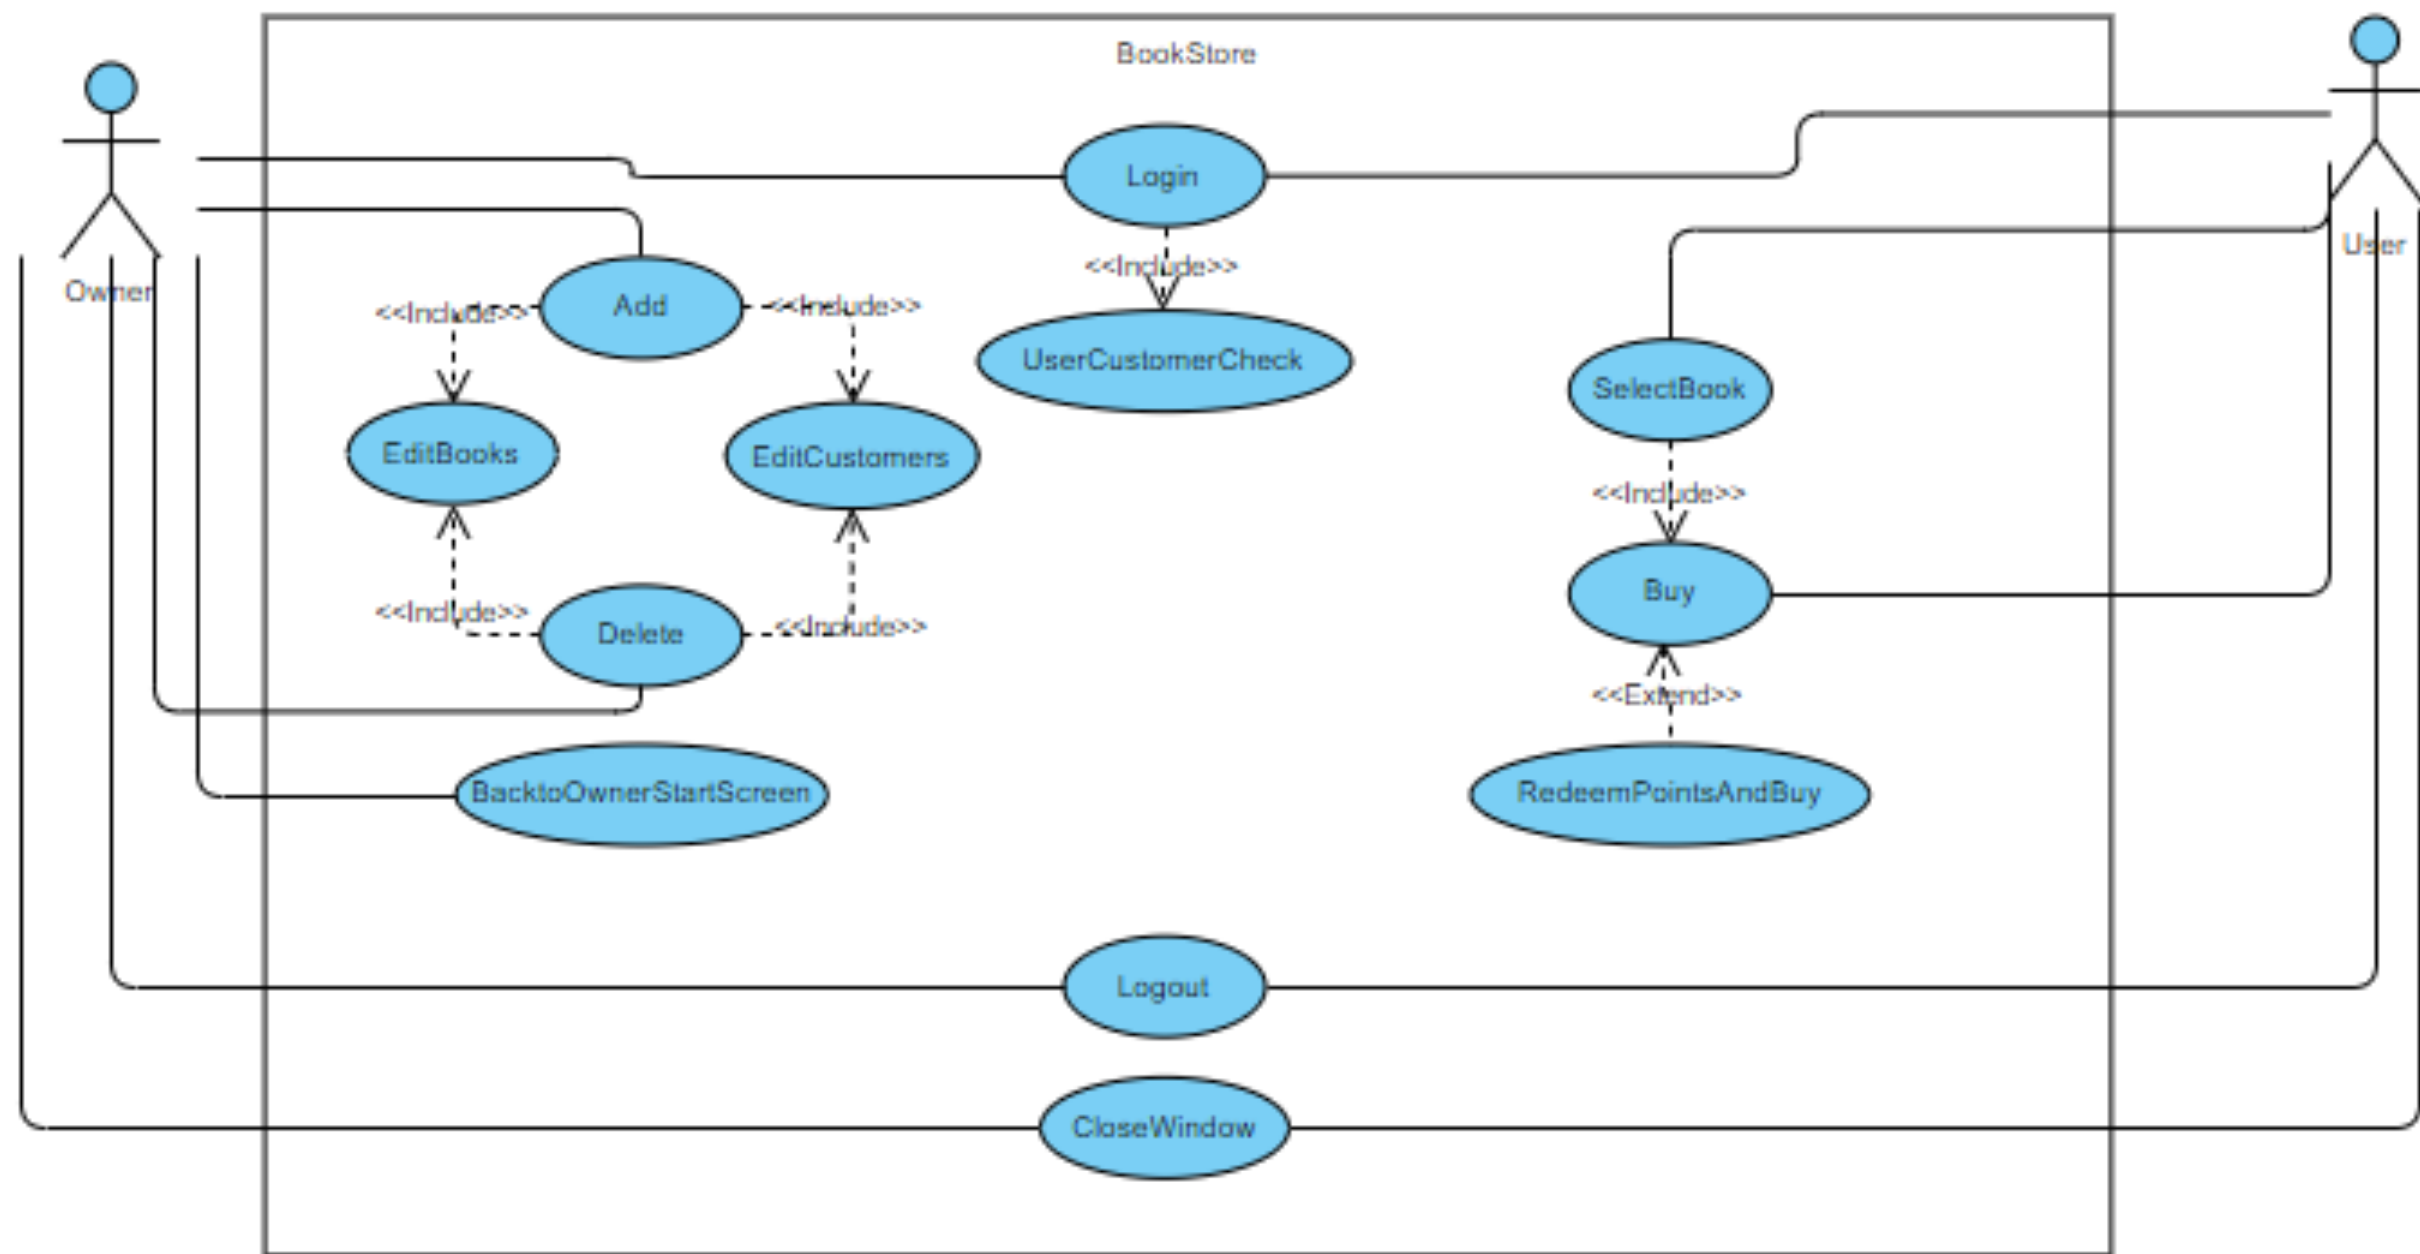 BookStore
Login
<<Include>>
User
Owner
<<Include>>
Add
<<Include>>
UserCustomerCheck
SelectBook
EditBooks
EditCustomers
<<Include>>
Buy
<<Include>>
Delete
<<Include>>
<<Extend>>
BacktoOwnerStartScreen
RedeemPointsAndBuy
Logout
CloseWindow